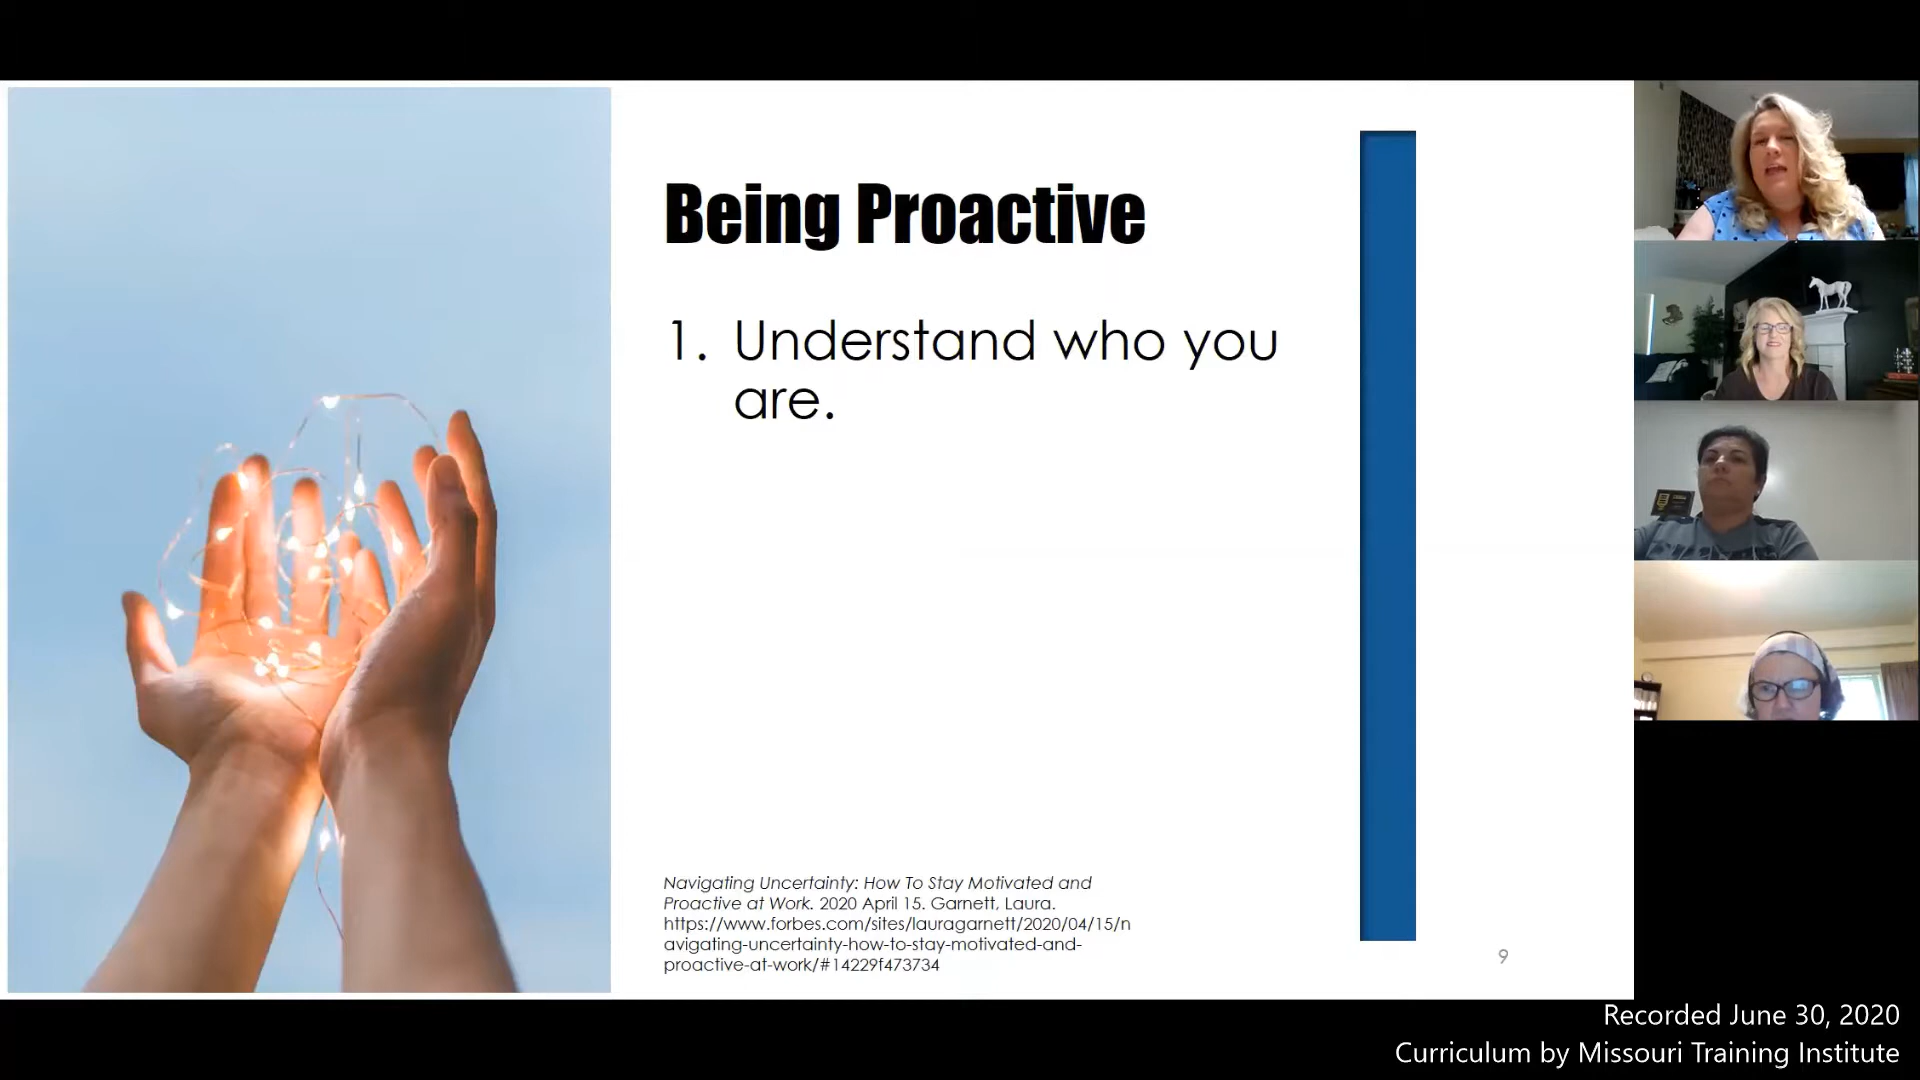 Being Proactive
1. Understand who you
are.
Navigating Uncertainty: How To Stay Motivated and
Proactive at Work. 2020 April 15. Garnett, Laura.
https://www.forbes.com/sites/lauragarnett/2020/04/15/n
avigating-uncertainty-how-to-stay-motivated-and-
proactive-at-work/#14229f473734
9
Recorded June 30, 2020
Curriculum by Missouri Training Institute